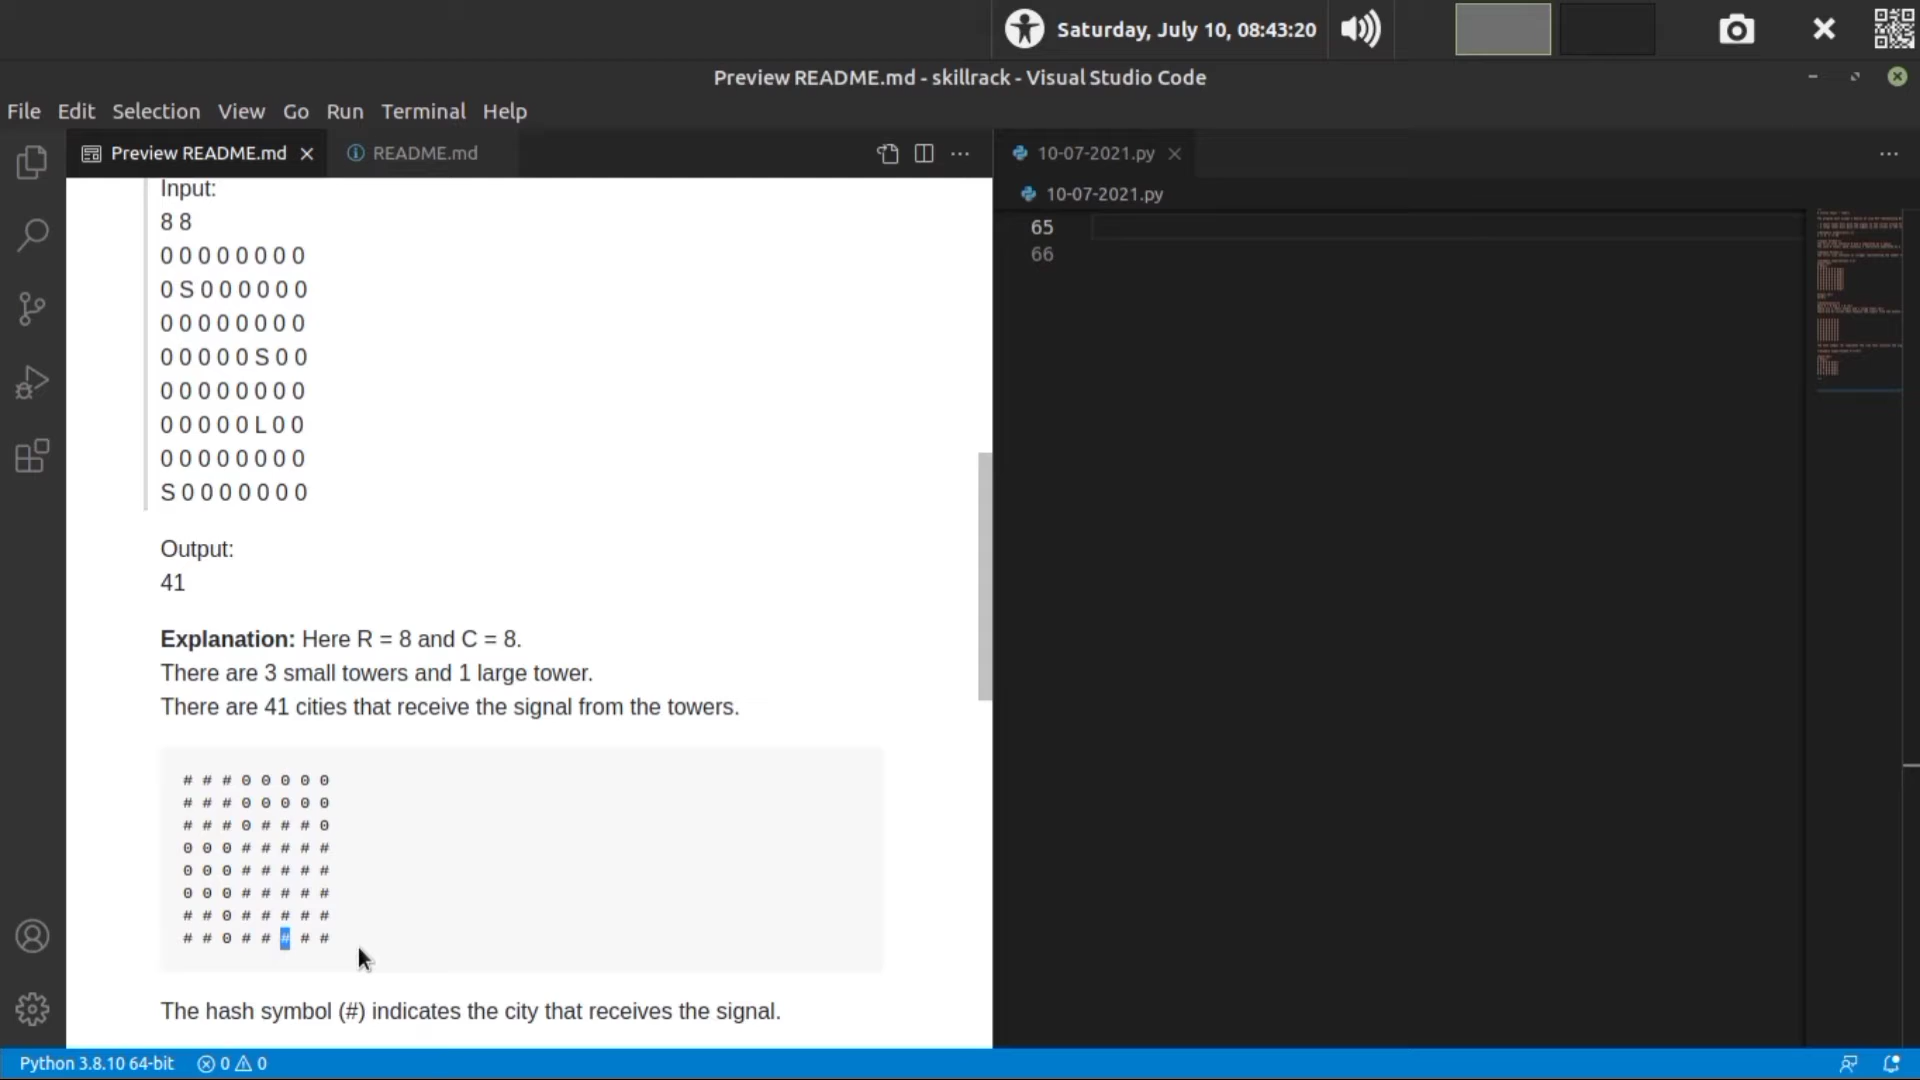 Saturday, July 10, 08:43:20
Preview README.md - skillrack - Visual Studio Code
File Edit Selection View Go Run Terminal Help
Preview README.md
README.md
10-07-2021.py
10-07-2021.py
65
66
Input:
8 8
0 0 0 0 0 0 0 0
0 S 0 0 0 0 0 0
0 0 0 0 0 0 0 0
0 0 0 0 0 S 0 0
0 0 0 0 0 0 0 0
0 0 0 0 0 L 0 0
0 0 0 0 0 0 0 0
S 0 0 0 0 0 0 0
Output:
41
Explanation: Here R = 8 and C = 8.
There are 3 small towers and 1 large tower.
There are 41 cities that receive the signal from the towers.
# # # 0 0 0 0 0
# # # 0 0 0 0 0
# # # 0 # # # 0
0 0 0 # # # # #
0 0 0 # # # # #
0 0 0 # # # # #
# # 0 # # # # #
# # 0 # # # # #
The hash symbol (#) indicates the city that receives the signal.
Python 3.8.10 64-bit
0
0